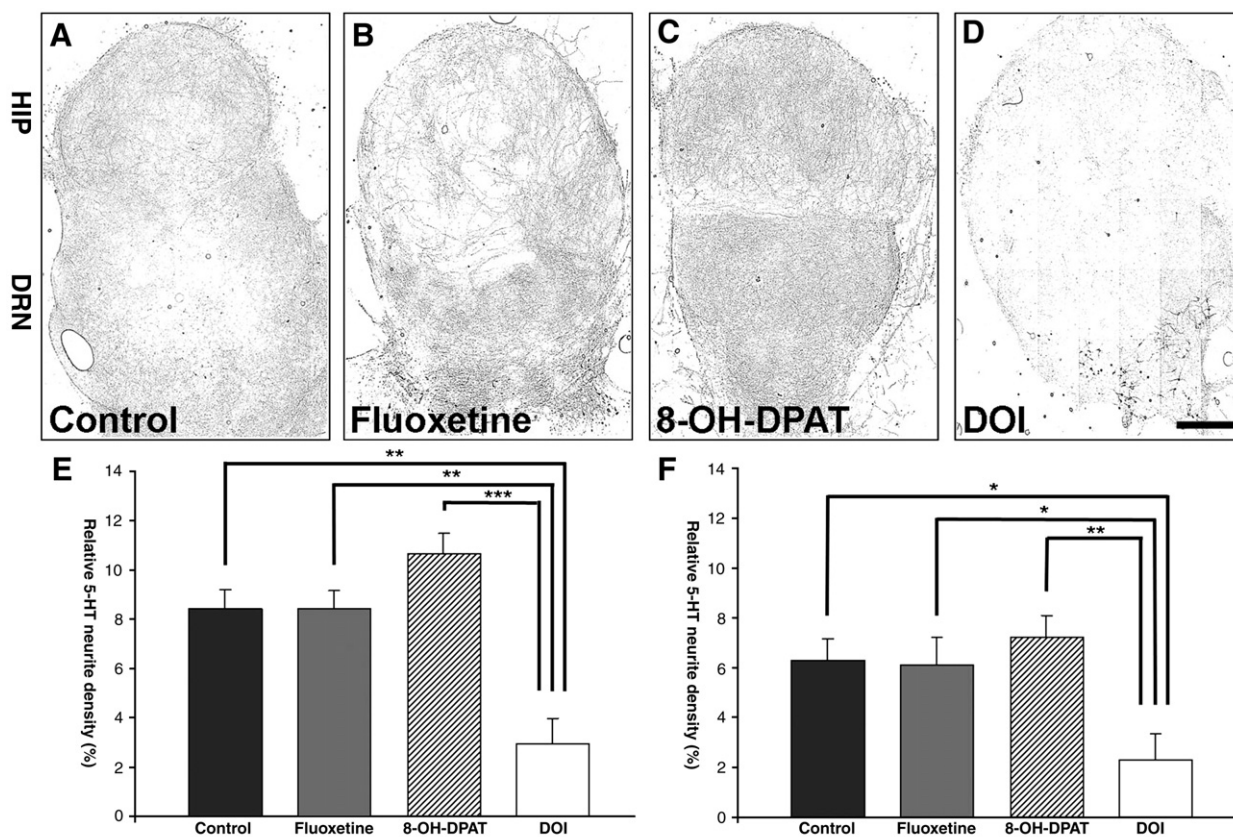 A
B
C
D
HIP
DRN
Control
Fluoxetine
8-OH-DPAT
DOI
E
Relative 5-HT neurite density (%)
14
12
10
8
6
4
2
0
**
**
***
Control
Fluoxetine
8-OH-DPAT
DOI
F
Relative 5-HT neurite density (%)
14
12
10
8
6
4
2
0
*
*
**
Control
Fluoxetine
8-OH-DPAT
DOI